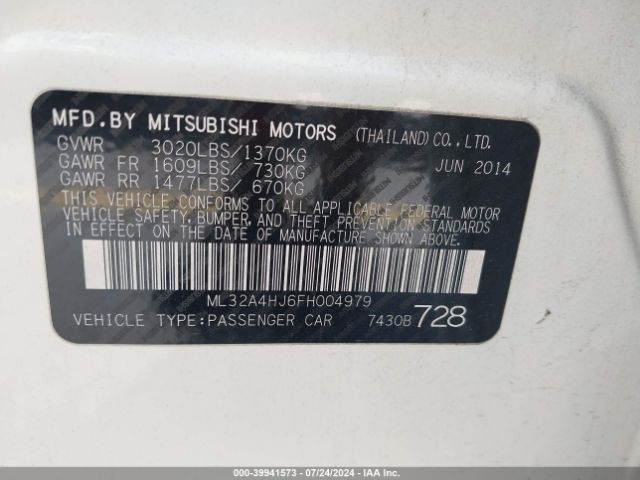 MFD.BY MITSUBISHI MOTORS (THAILAND) CO., LTD.
GVWR 3020LBS/1370KG JUN 2014
GAWR FR 1609LBS/ 730KG
GAWR RR 1477LBS/ 670KG
THIS VEHICLE CONFORMS TO ALL APPLICABLE FEDERAL MOTOR
VEHICLE SAFETY, BUMPER, AND THEFT PREVENTION STANDARDS
IN EFFECT ON THE DATE OF MANUFACTURE SHOWN ABOVE.
ML32A4HJ6FH004979
VEHICLE TYPE:PASSENGER CAR 7430B 728
000-39941573 - 07/24/2024 - IAA, Inc.